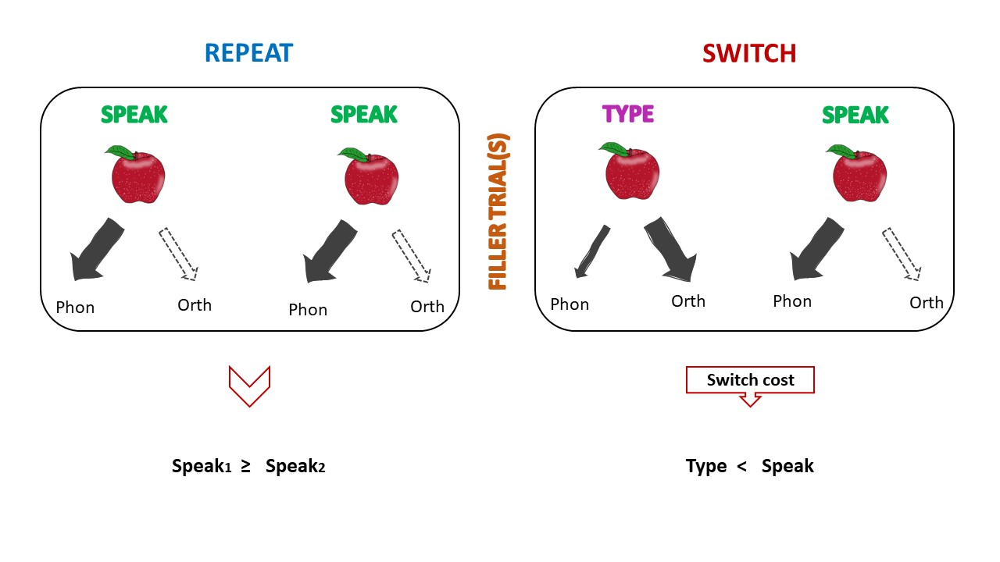 REPEAT
SWITCH
SPEAK SPEAK
FILLER TRIAL(S)
TYPE SPEAK
Phon Orth Phon Orth
Phon Orth Phon Orth
Switch cost
Speak1 ≥ Speak2
Type < Speak